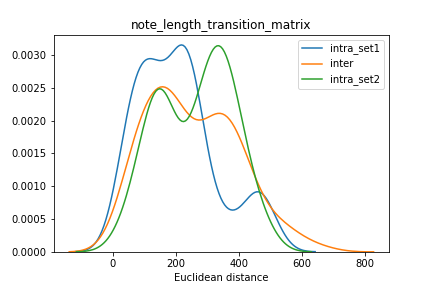 note_length_transition_matrix
0.0030
0.0025
0.0020
0.0015
0.0010
0.0005
0.0000
intra_set1
inter
intra_set2
0 200 400 600 800
Euclidean distance